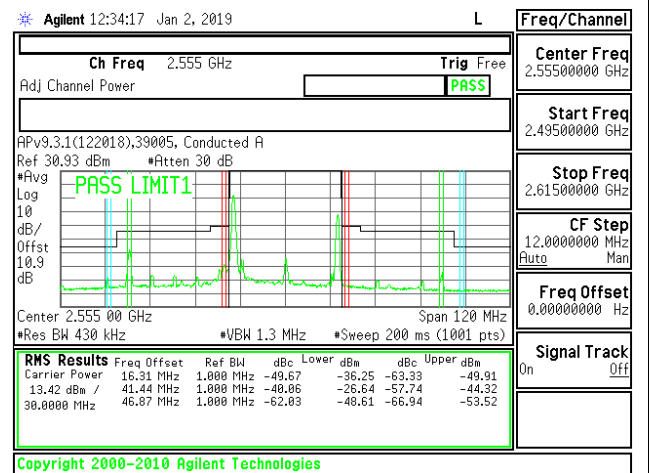 Agilent 12:34:17 Jan 2, 2019 L
Freq/Channel
Ch Freq 2.555 GHz Trig Free
Adj Channel Power PASS
Center Freq
2.55500000 GHz
Start Freq
2.49500000 GHz
Stop Freq
2.61500000 GHz
CF Step
12.0000000 MHz
Auto Man
Freq Offset
0.00000000 Hz
Signal Track
On Off
APv9.3.1(122018),39005, Conducted A
Ref 30.93 dBm #Atten 30 dB
#Avg
Log
10
dB/
Offst
10.9
dB
PASS LIMIT1
Center 2.555 00 GHz Span 120 MHz
#Res BW 430 kHz #VBW 1.3 MHz #Sweep 200 ms (1001 pts)
RMS Results Freq Offset Ref BW dBc Lower dBm dBc Upper dBm
Carrier Power 16.31 MHz 1.000 MHz -49.67 -36.25 -63.33 -49.91
13.42 dBm / 41.44 MHz 1.000 MHz -40.06 -26.64 -57.74 -44.32
30.0000 MHz 46.87 MHz 1.000 MHz -62.03 -48.61 -66.94 -53.52
Copyright 2000-2010 Agilent Technologies